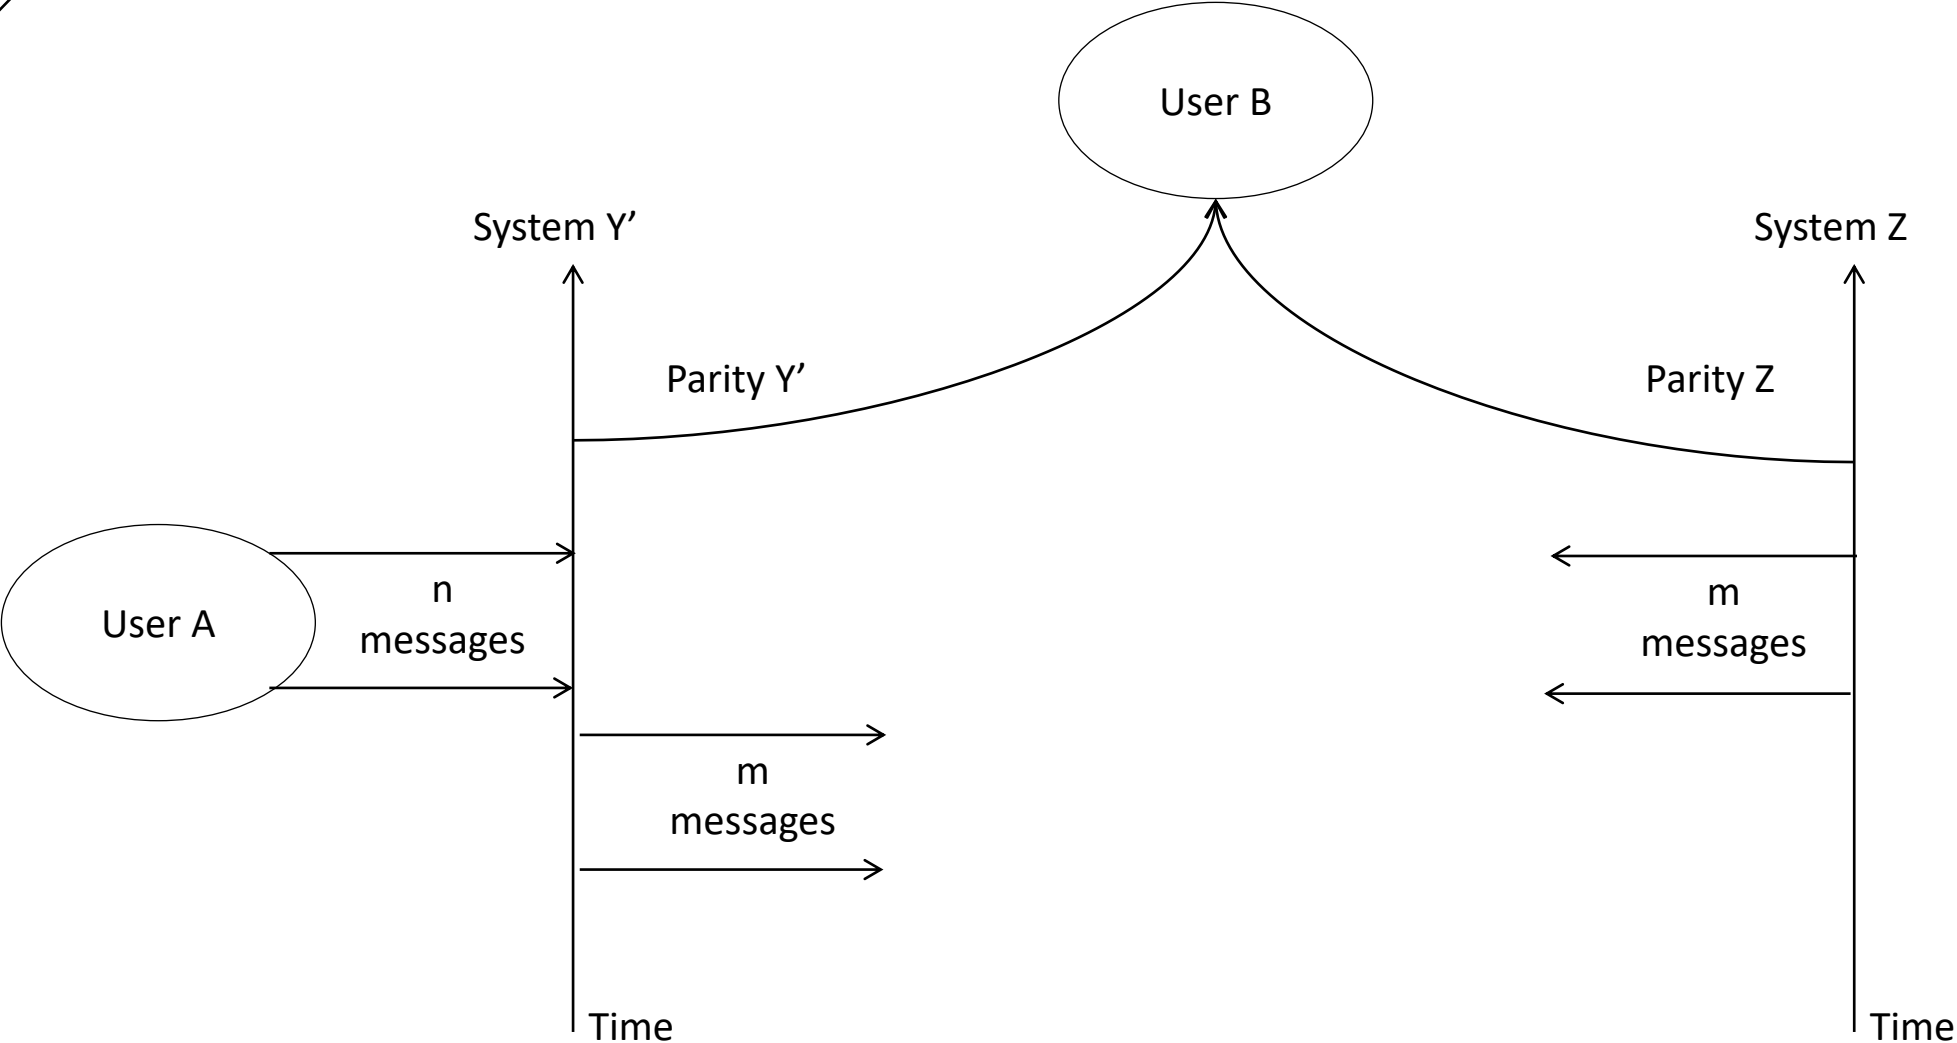 User B
System Y’
System Z
Parity Y’
Parity Z
User A
n
messages
m
messages
m
messages
Time
Time